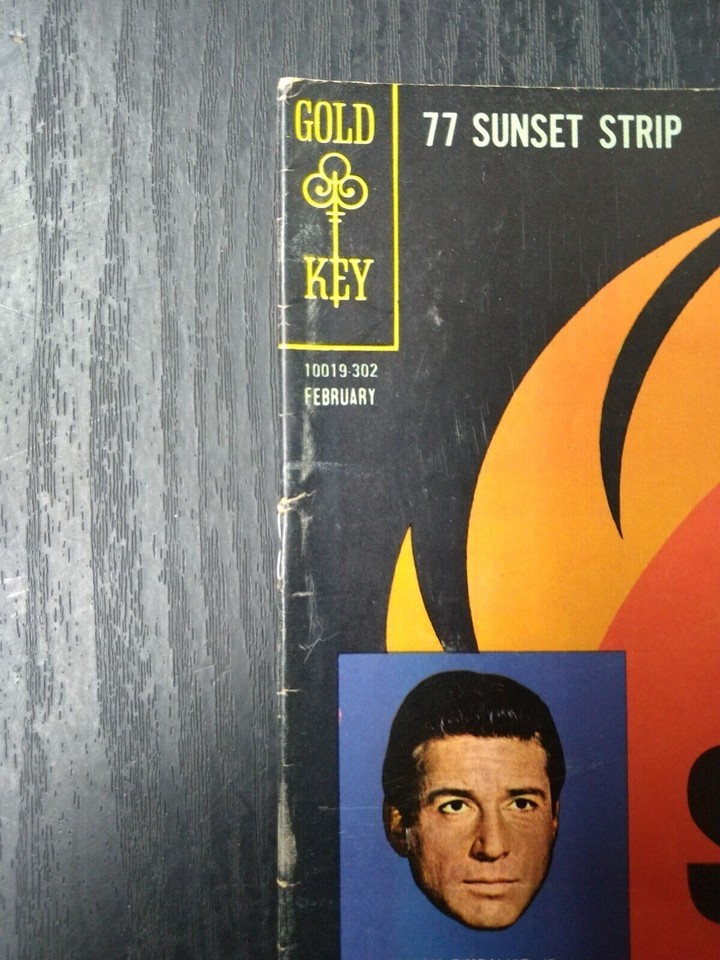 GOLD
KEY
77 SUNSET STRIP
10019-302
FEBRUARY
S